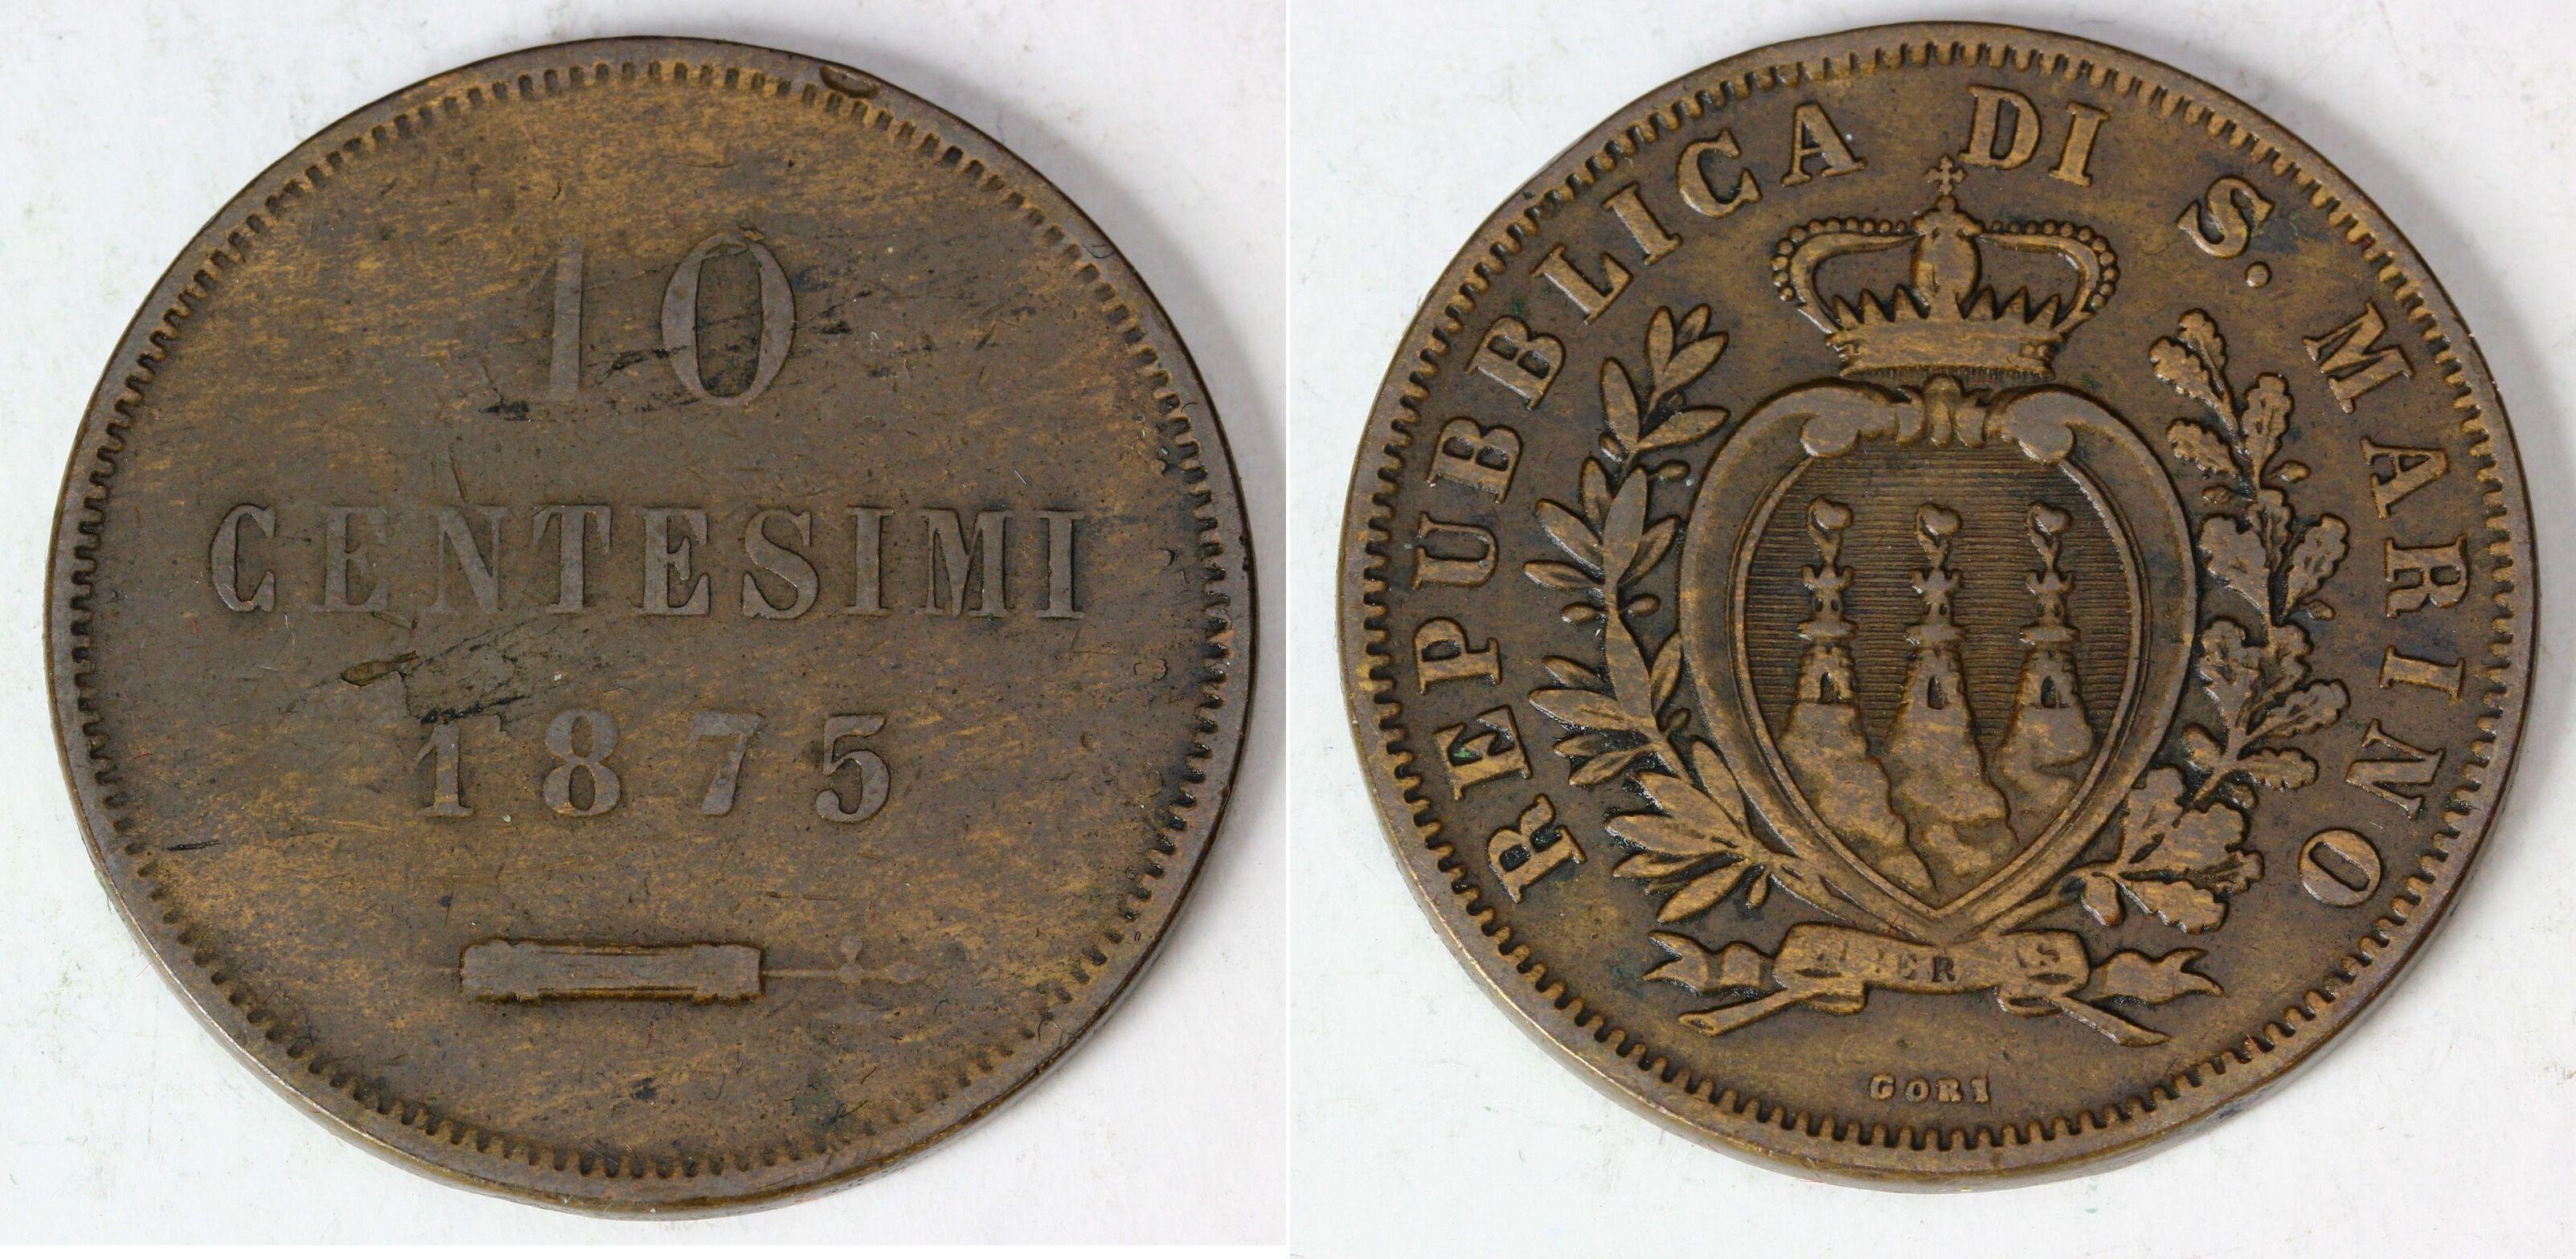 10
CENTESIMI
1875
REPUBBLICA DI S. MARINO
GORI